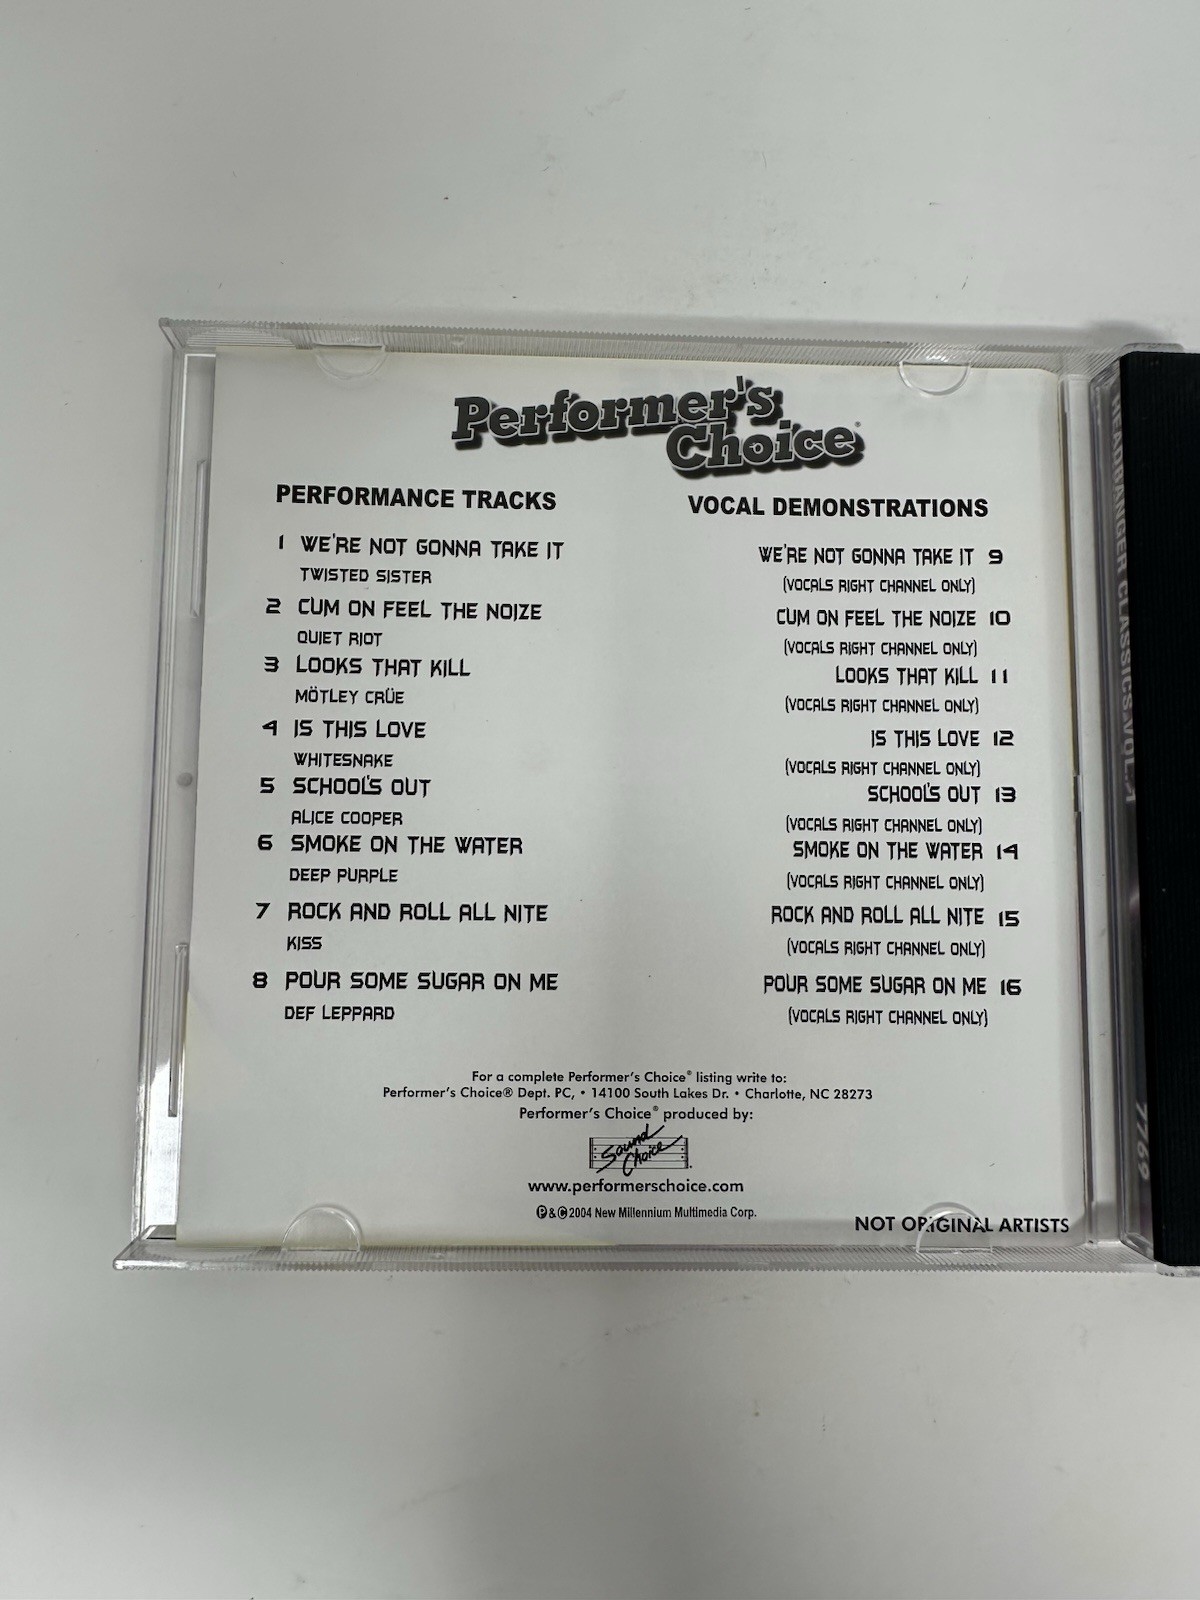 Performer's
Choice®
PERFORMANCE TRACKS
1 WE'RE NOT GONNA TAKE IT
TWISTED SISTER
2 CUM ON FEEL THE NOIZE
QUIET RIOT
3 LOOKS THAT KILL
MÖTLEY CRÜE
4 IS THIS LOVE
WHITESNAKE
5 SCHOOL'S OUT
ALICE COOPER
6 SMOKE ON THE WATER
DEEP PURPLE
7 ROCK AND ROLL ALL NITE
KISS
8 POUR SOME SUGAR ON ME
DEF LEPPARD
VOCAL DEMONSTRATIONS
WE'RE NOT GONNA TAKE IT 9
(VOCALS RIGHT CHANNEL ONLY)
CUM ON FEEL THE NOIZE 10
(VOCALS RIGHT CHANNEL ONLY)
LOOKS THAT KILL 11
(VOCALS RIGHT CHANNEL ONLY)
IS THIS LOVE 12
(VOCALS RIGHT CHANNEL ONLY)
SCHOOL'S OUT 13
(VOCALS RIGHT CHANNEL ONLY)
SMOKE ON THE WATER 14
(VOCALS RIGHT CHANNEL ONLY)
ROCK AND ROLL ALL NITE 15
(VOCALS RIGHT CHANNEL ONLY)
POUR SOME SUGAR ON ME 16
(VOCALS RIGHT CHANNEL ONLY)
For a complete Performer's Choice® listing write to:
Performer's Choice® Dept. PC, • 14100 South Lakes Dr. • Charlotte, NC 28273
Performer's Choice® produced by:
Sound
Choice
www.performerschoice.com
℗&©2004 New Millennium Multimedia Corp.
NOT ORIGINAL ARTISTS
HEADBANGER CLASSICS VOL.
7769